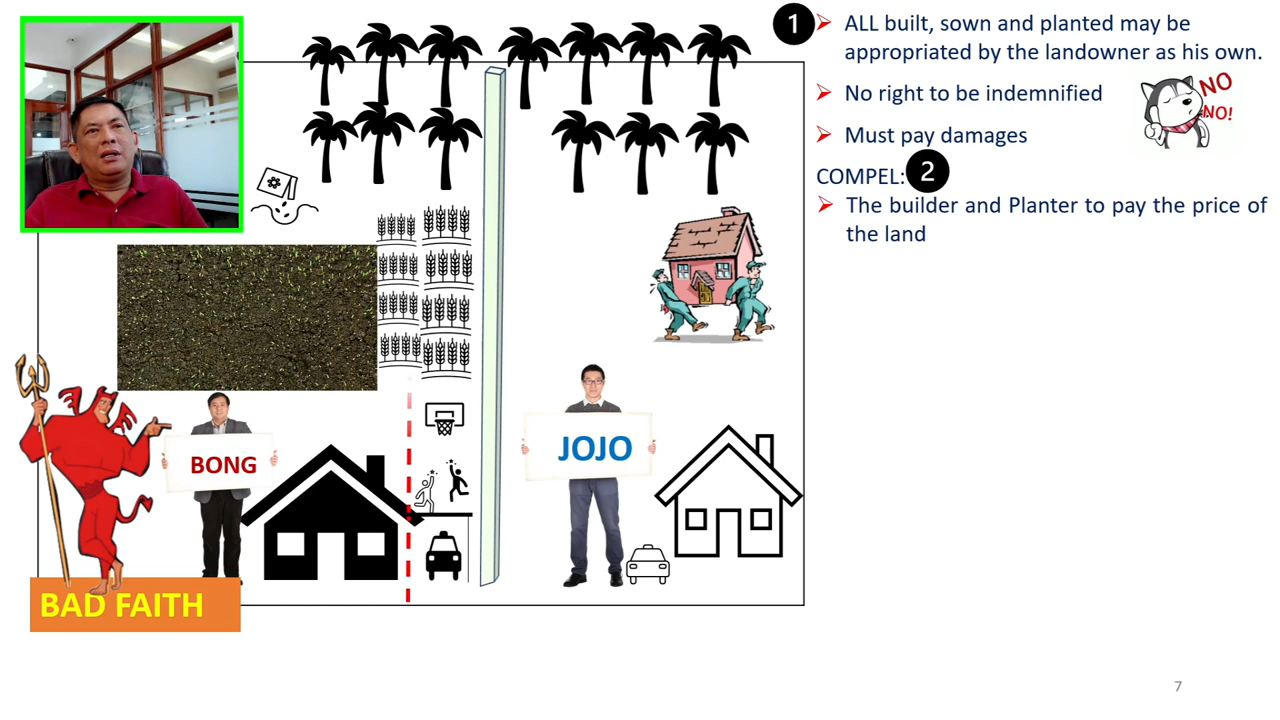 1
ALL built, sown and planted may be
appropriated by the landowner as his own.
No right to be indemnified
NO
NO!
Must pay damages
COMPEL:
2
The builder and Planter to pay the price of
the land
BONG
JOJO
BAD FAITH
7